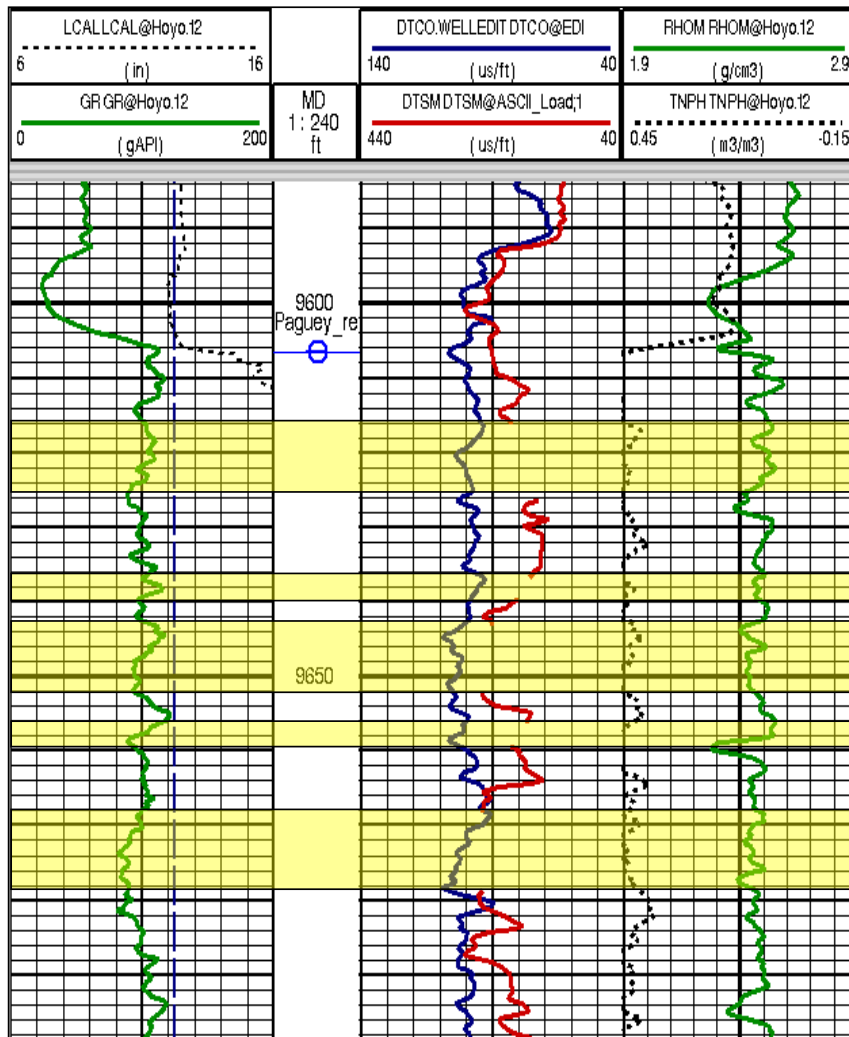 LCAL LCAL@Hoyo.12
6 (in) 16
GR GR@Hoyo.12
0 (gAPI) 200
MD
1 : 240
ft
DTCO.WELLEDIT DTCO@EDI
140 (us/ft) 40
DTSM DTSM@ASCII_Load;1
440 (us/ft) 40
RHOM RHOM@Hoyo.12
1.9 (g/cm3) 2.9
TNPH TNPH@Hoyo.12
0.45 (m3/m3) -0.15
9600
Paguey_re
9650